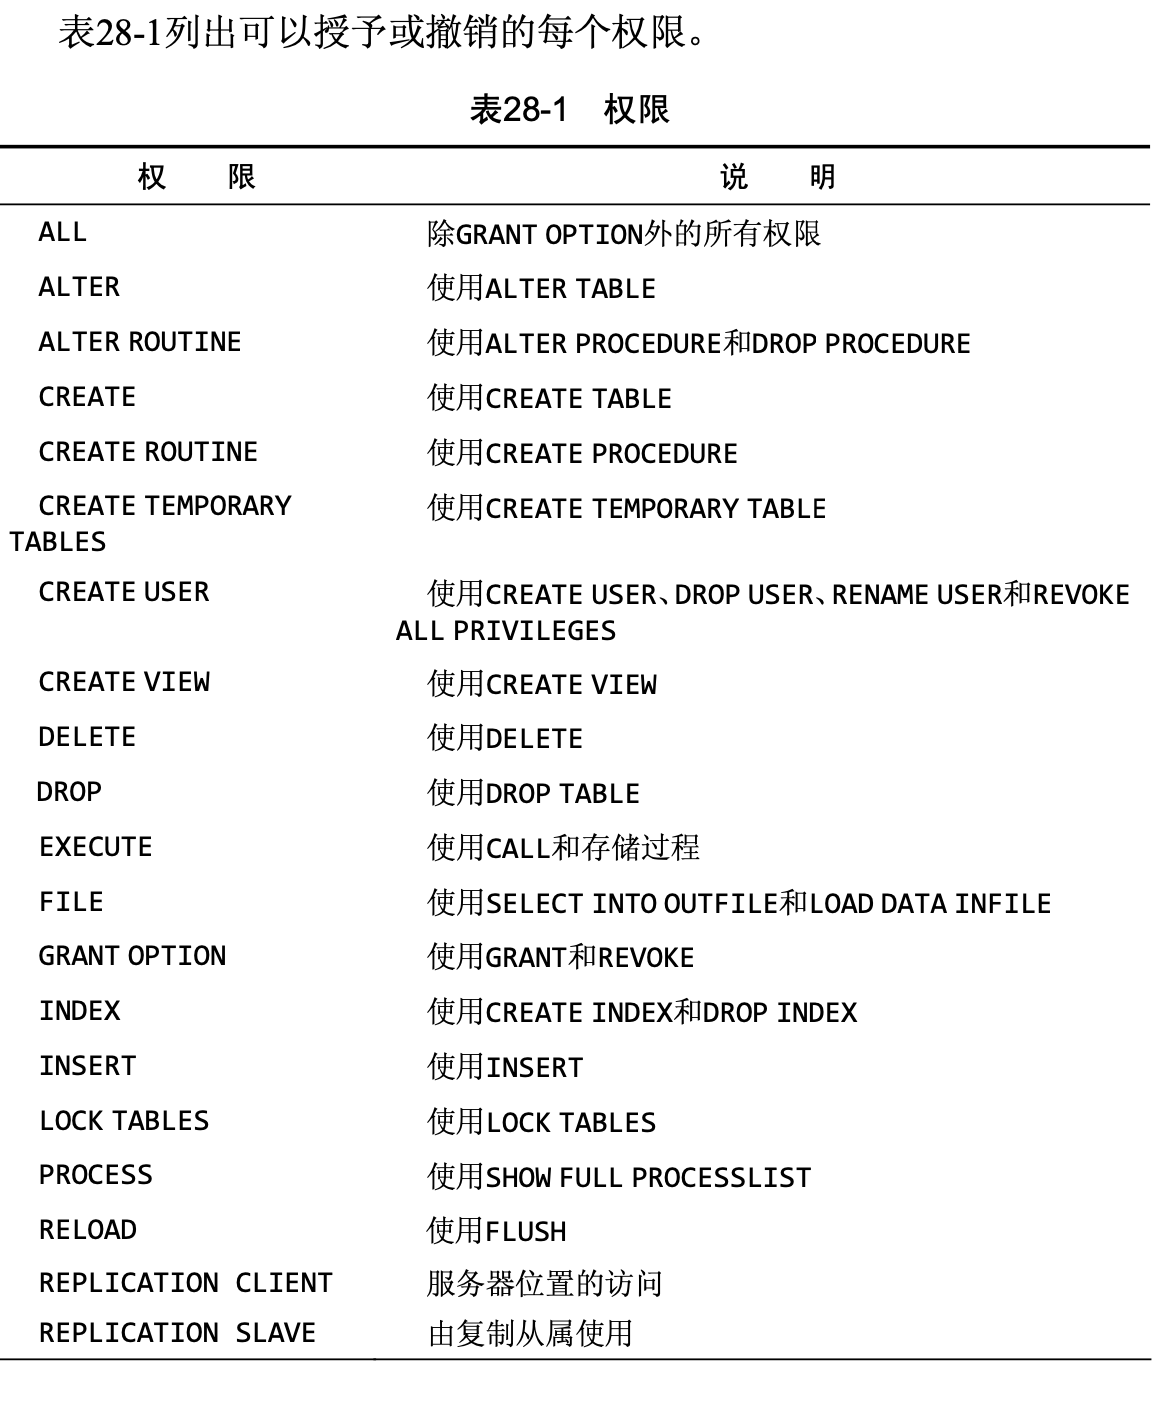 表28-1列出可以授予或撤销的每个权限。
表28-1 权限
权 限 说 明
ALL 除GRANT OPTION外的所有权限
ALTER 使用ALTER TABLE
ALTER ROUTINE 使用ALTER PROCEDURE和DROP PROCEDURE
CREATE 使用CREATE TABLE
CREATE ROUTINE 使用CREATE PROCEDURE
CREATE TEMPORARY 使用CREATE TEMPORARY TABLE
TABLES
CREATE USER 使用CREATE USER、DROP USER、RENAME USER和REVOKE
ALL PRIVILEGES
CREATE VIEW 使用CREATE VIEW
DELETE 使用DELETE
DROP 使用DROP TABLE
EXECUTE 使用CALL和存储过程
FILE 使用SELECT INTO OUTFILE和LOAD DATA INFILE
GRANT OPTION 使用GRANT和REVOKE
INDEX 使用CREATE INDEX和DROP INDEX
INSERT 使用INSERT
LOCK TABLES 使用LOCK TABLES
PROCESS 使用SHOW FULL PROCESSLIST
RELOAD 使用FLUSH
REPLICATION CLIENT 服务器位置的访问
REPLICATION SLAVE 由复制从属使用